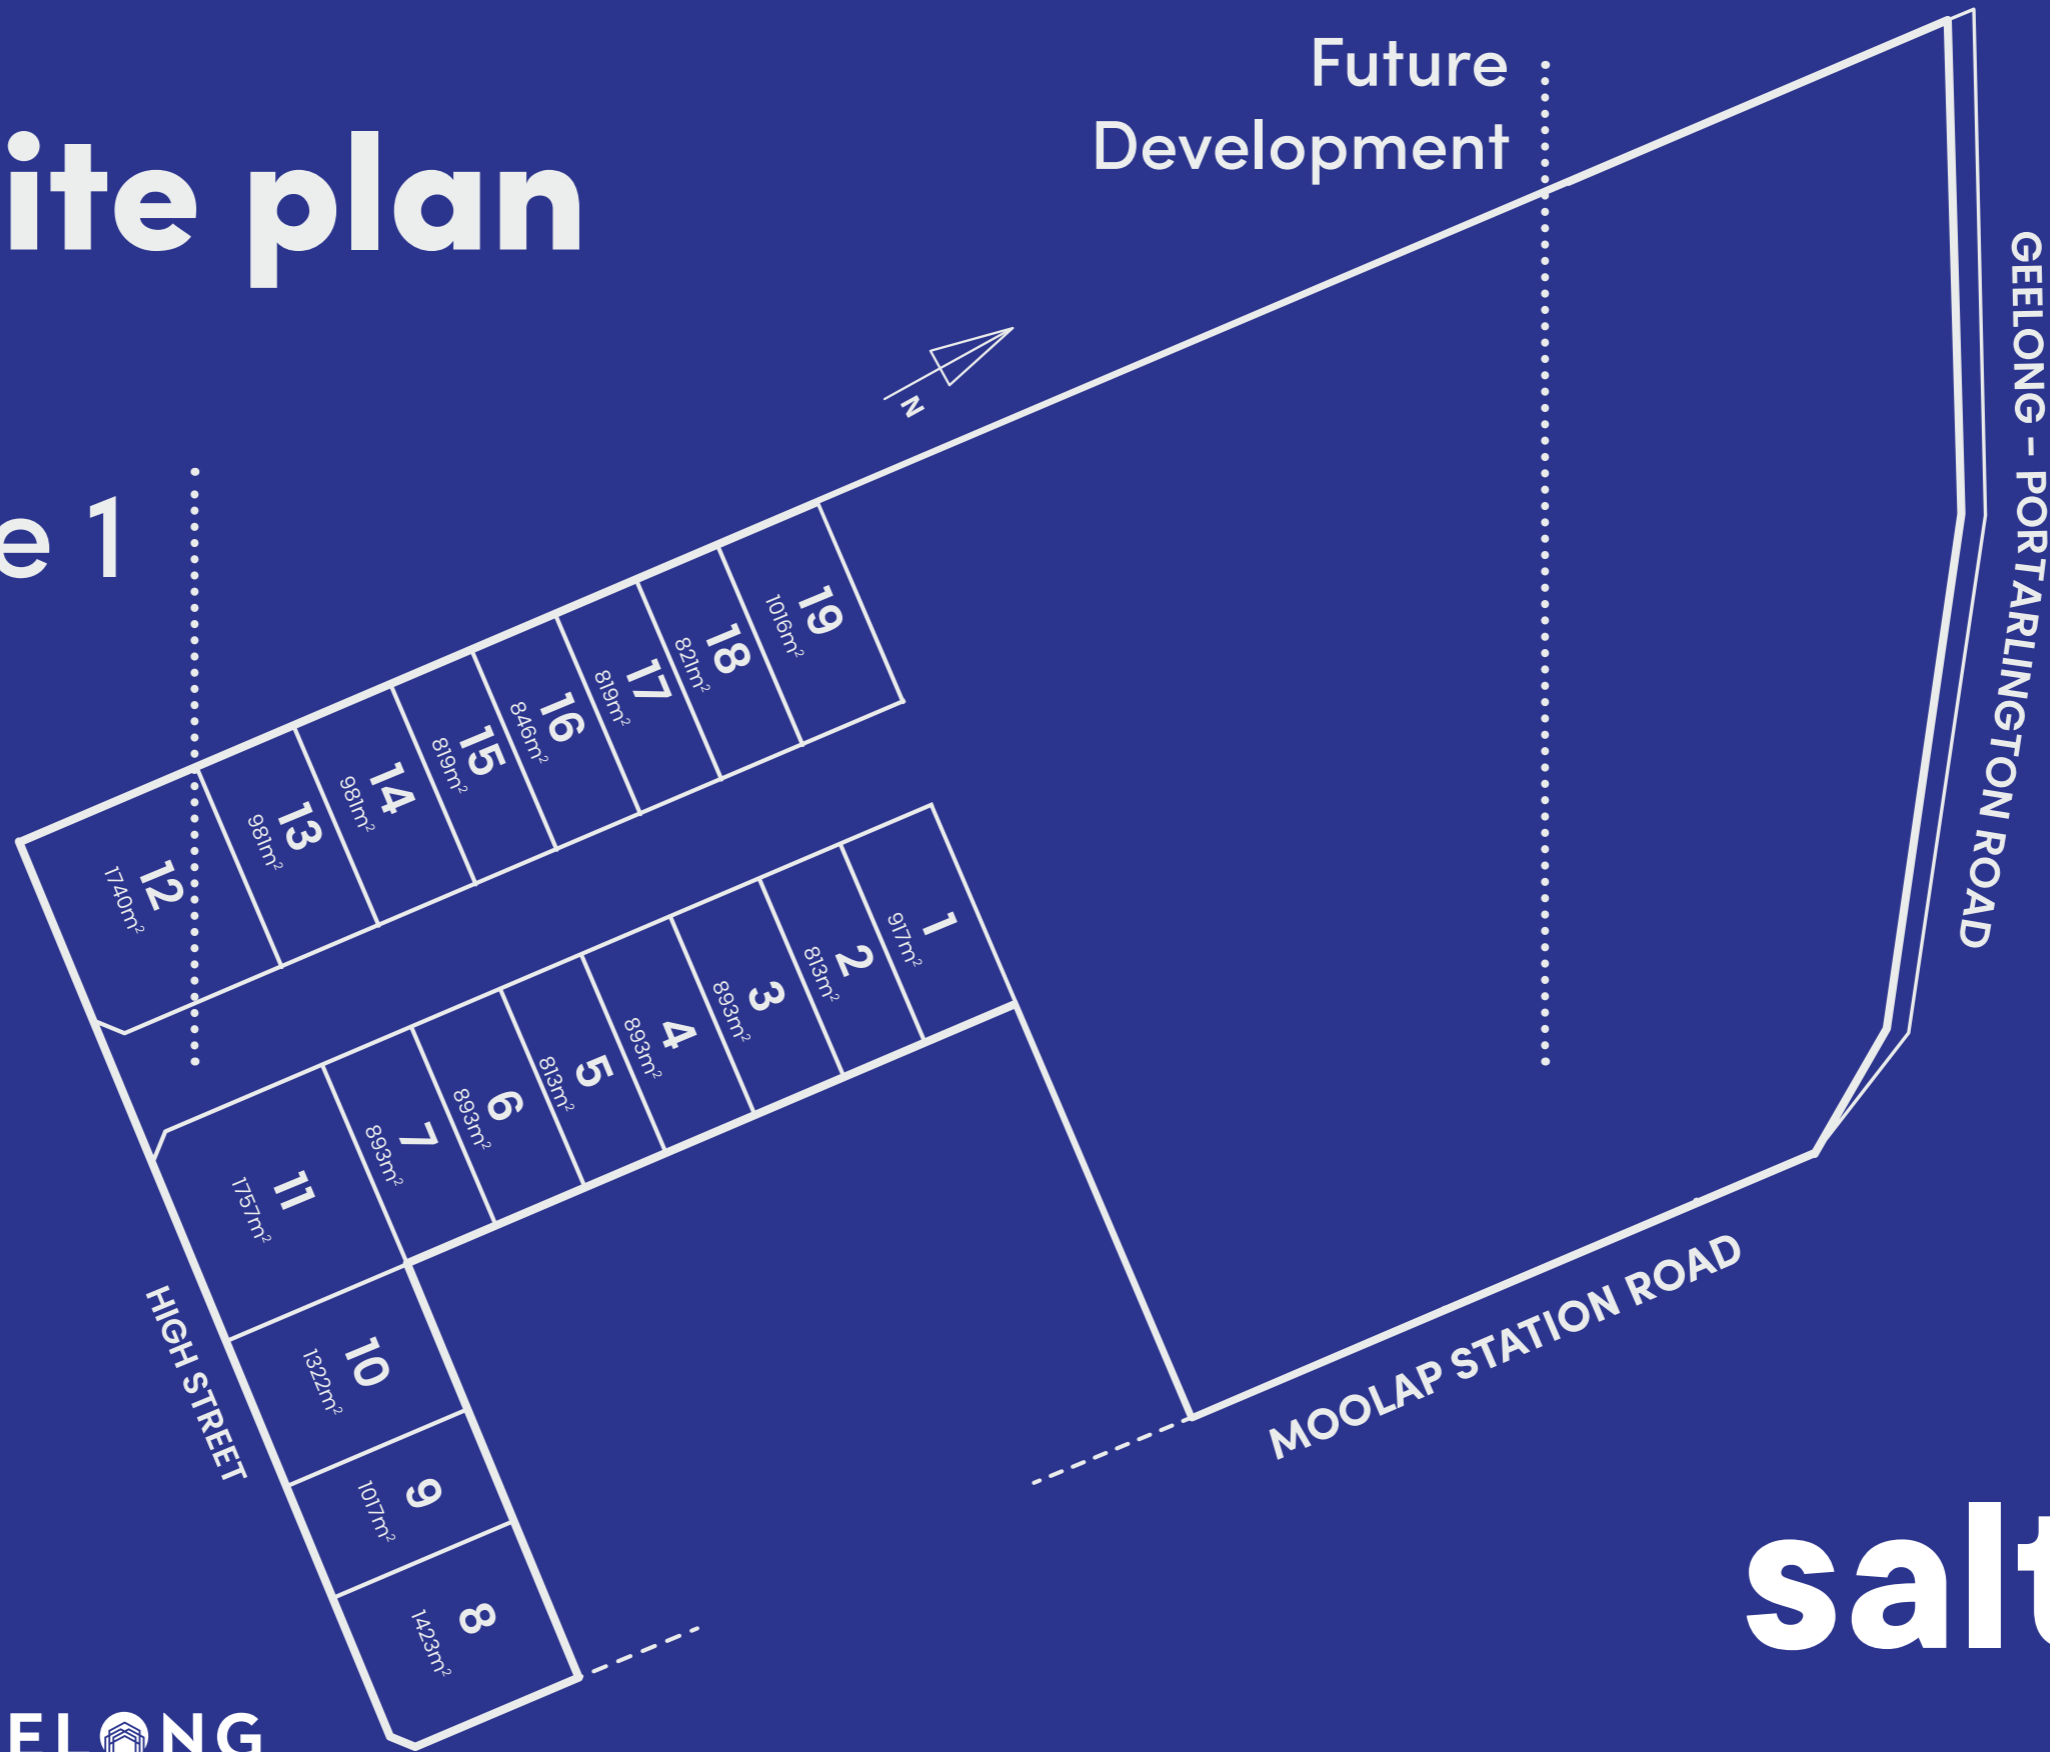 ite plan
Future
Development
e 1
N
GEELONG – PORTARLINGTON ROAD
19
1016m²
18
821m²
17
819m²
16
846m²
15
819m²
14
981m²
13
981m²
12
1740m²
1
917m²
2
813m²
3
893m²
4
893m²
5
813m²
6
893m²
7
893m²
11
1757m²
10
1322m²
9
1017m²
8
1423m²
HIGH STREET
MOOLAP STATION ROAD
salt
ELONG